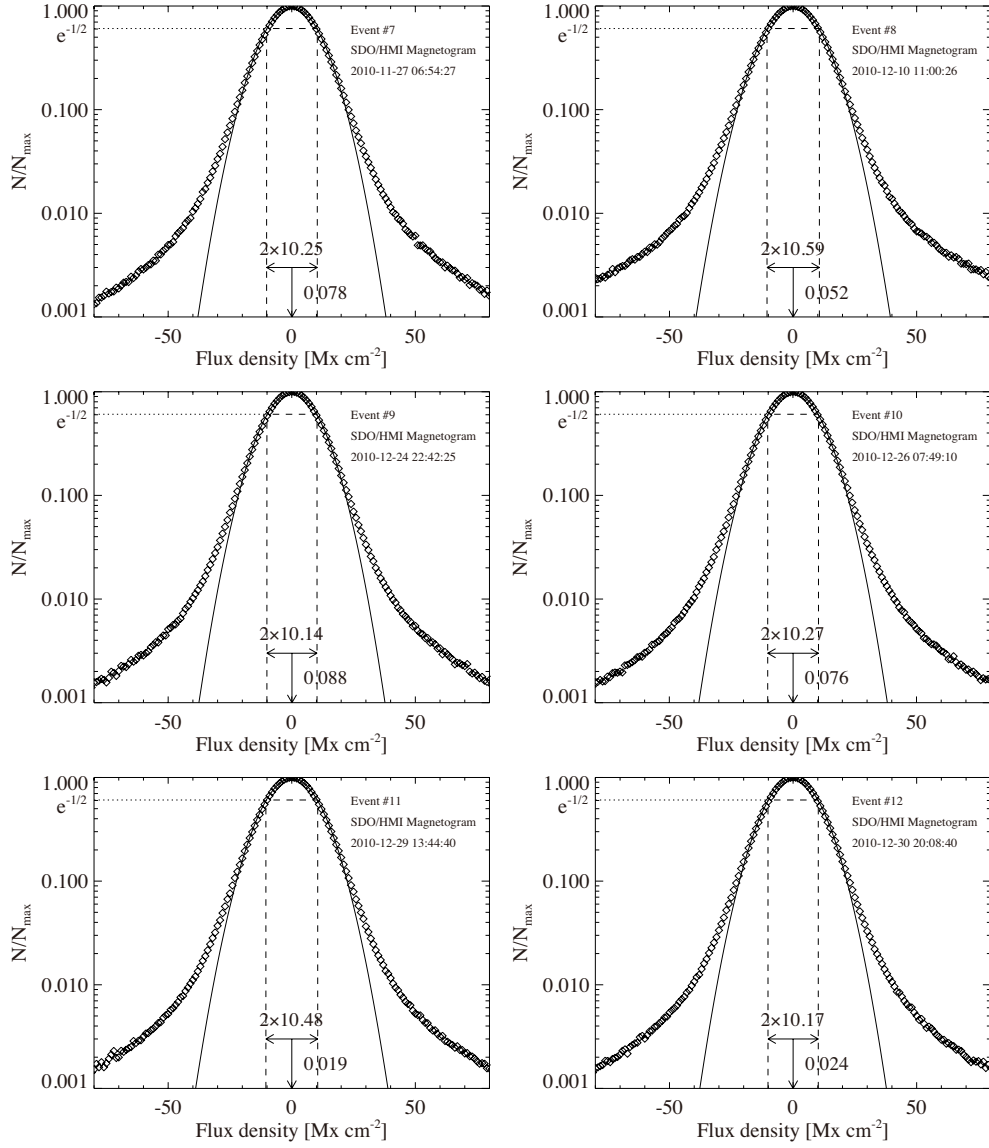 1.000
e-1/2
0.100
0.010
0.001
N/Nmax
Event #7
SDO/HMI Magnetogram
2010-11-27 06:54:27
2×10.25
0.078
-50 0 50
Flux density [Mx cm-2]
1.000
e-1/2
0.100
0.010
0.001
N/Nmax
Event #8
SDO/HMI Magnetogram
2010-12-10 11:00:26
2×10.59
0.052
-50 0 50
Flux density [Mx cm-2]
1.000
e-1/2
0.100
0.010
0.001
N/Nmax
Event #9
SDO/HMI Magnetogram
2010-12-24 22:42:25
2×10.14
0.088
-50 0 50
Flux density [Mx cm-2]
1.000
e-1/2
0.100
0.010
0.001
N/Nmax
Event #10
SDO/HMI Magnetogram
2010-12-26 07:49:10
2×10.27
0.076
-50 0 50
Flux density [Mx cm-2]
1.000
e-1/2
0.100
0.010
0.001
N/Nmax
Event #11
SDO/HMI Magnetogram
2010-12-29 13:44:40
2×10.48
0.019
-50 0 50
Flux density [Mx cm-2]
1.000
e-1/2
0.100
0.010
0.001
N/Nmax
Event #12
SDO/HMI Magnetogram
2010-12-30 20:08:40
2×10.17
0.024
-50 0 50
Flux density [Mx cm-2]